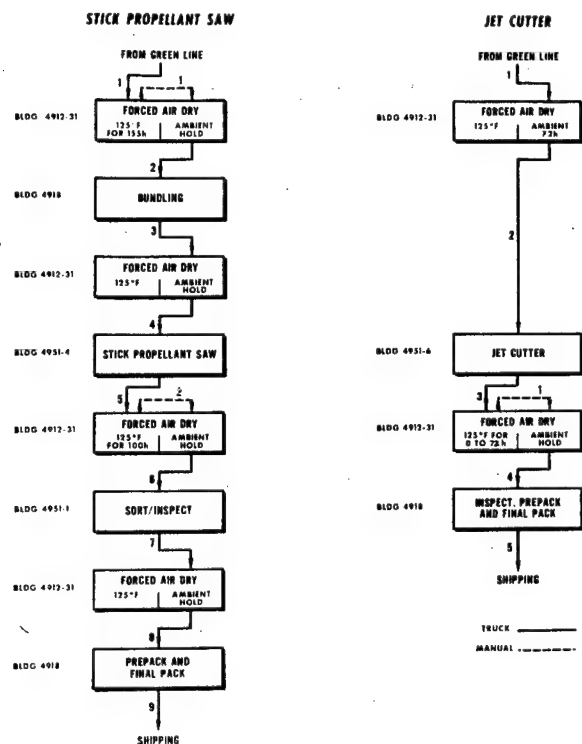 STICK PROPELLANT SAW
FROM GREEN LINE
1
1
BLDG 4912-31
FORCED AIR DRY
125°F FOR 155h
AMBIENT HOLD
2
BLDG 4918
BUNDLING
3
BLDG 4912-31
FORCED AIR DRY
125°F
AMBIENT HOLD
4
BLDG 4951-4
STICK PROPELLANT SAW
5
2
BLDG 4912-31
FORCED AIR DRY
125°F FOR 100h
AMBIENT HOLD
6
BLDG 4951-1
SORT/INSPECT
7
BLDG 4912-31
FORCED AIR DRY
125°F
AMBIENT HOLD
8
BLDG 4918
PREPACK AND
FINAL PACK
9
SHIPPING
JET CUTTER
FROM GREEN LINE
1
BLDG 4912-31
FORCED AIR DRY
125°F
AMBIENT 72h
2
BLDG 4951-6
JET CUTTER
3
1
BLDG 4912-31
FORCED AIR DRY
125°F FOR 0 TO 72h
AMBIENT HOLD
4
BLDG 4918
INSPECT, PREPACK
AND FINAL PACK
5
SHIPPING
TRUCK
MANUAL